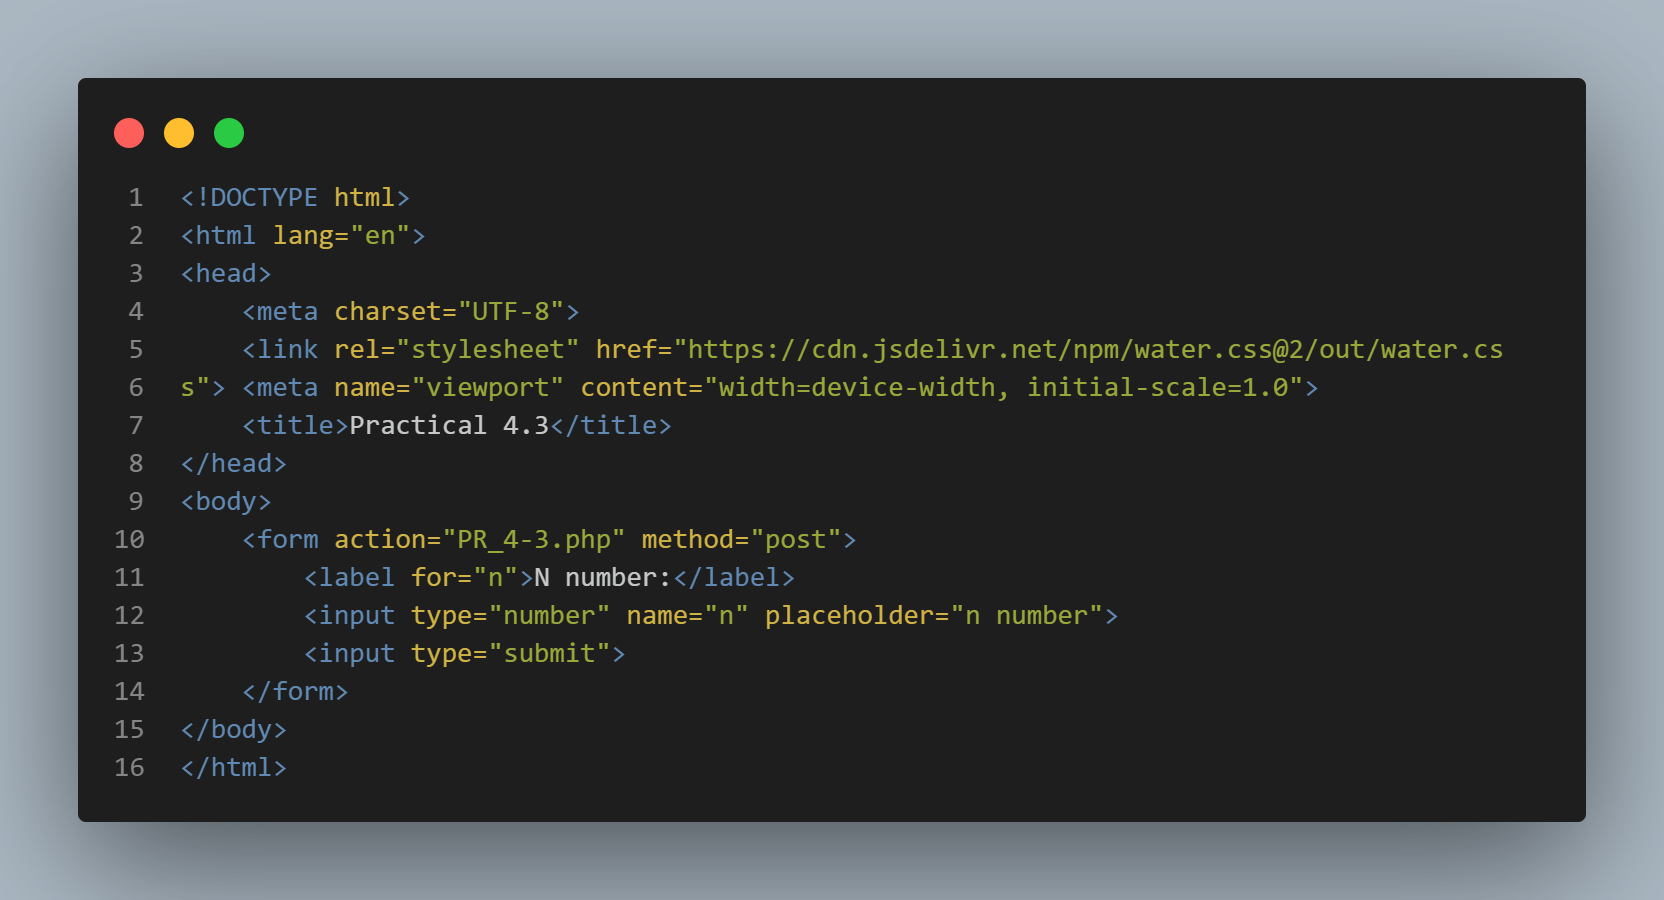 1 <!DOCTYPE html>
2 <html lang="en">
3 <head>
4     <meta charset="UTF-8">
5     <link rel="stylesheet" href="https://cdn.jsdelivr.net/npm/water.css@2/out/water.cs
6 s"> <meta name="viewport" content="width=device-width, initial-scale=1.0">
7     <title>Practical 4.3</title>
8 </head>
9 <body>
10     <form action="PR_4-3.php" method="post">
11         <label for="n">N number:</label>
12         <input type="number" name="n" placeholder="n number">
13         <input type="submit">
14     </form>
15 </body>
16 </html>